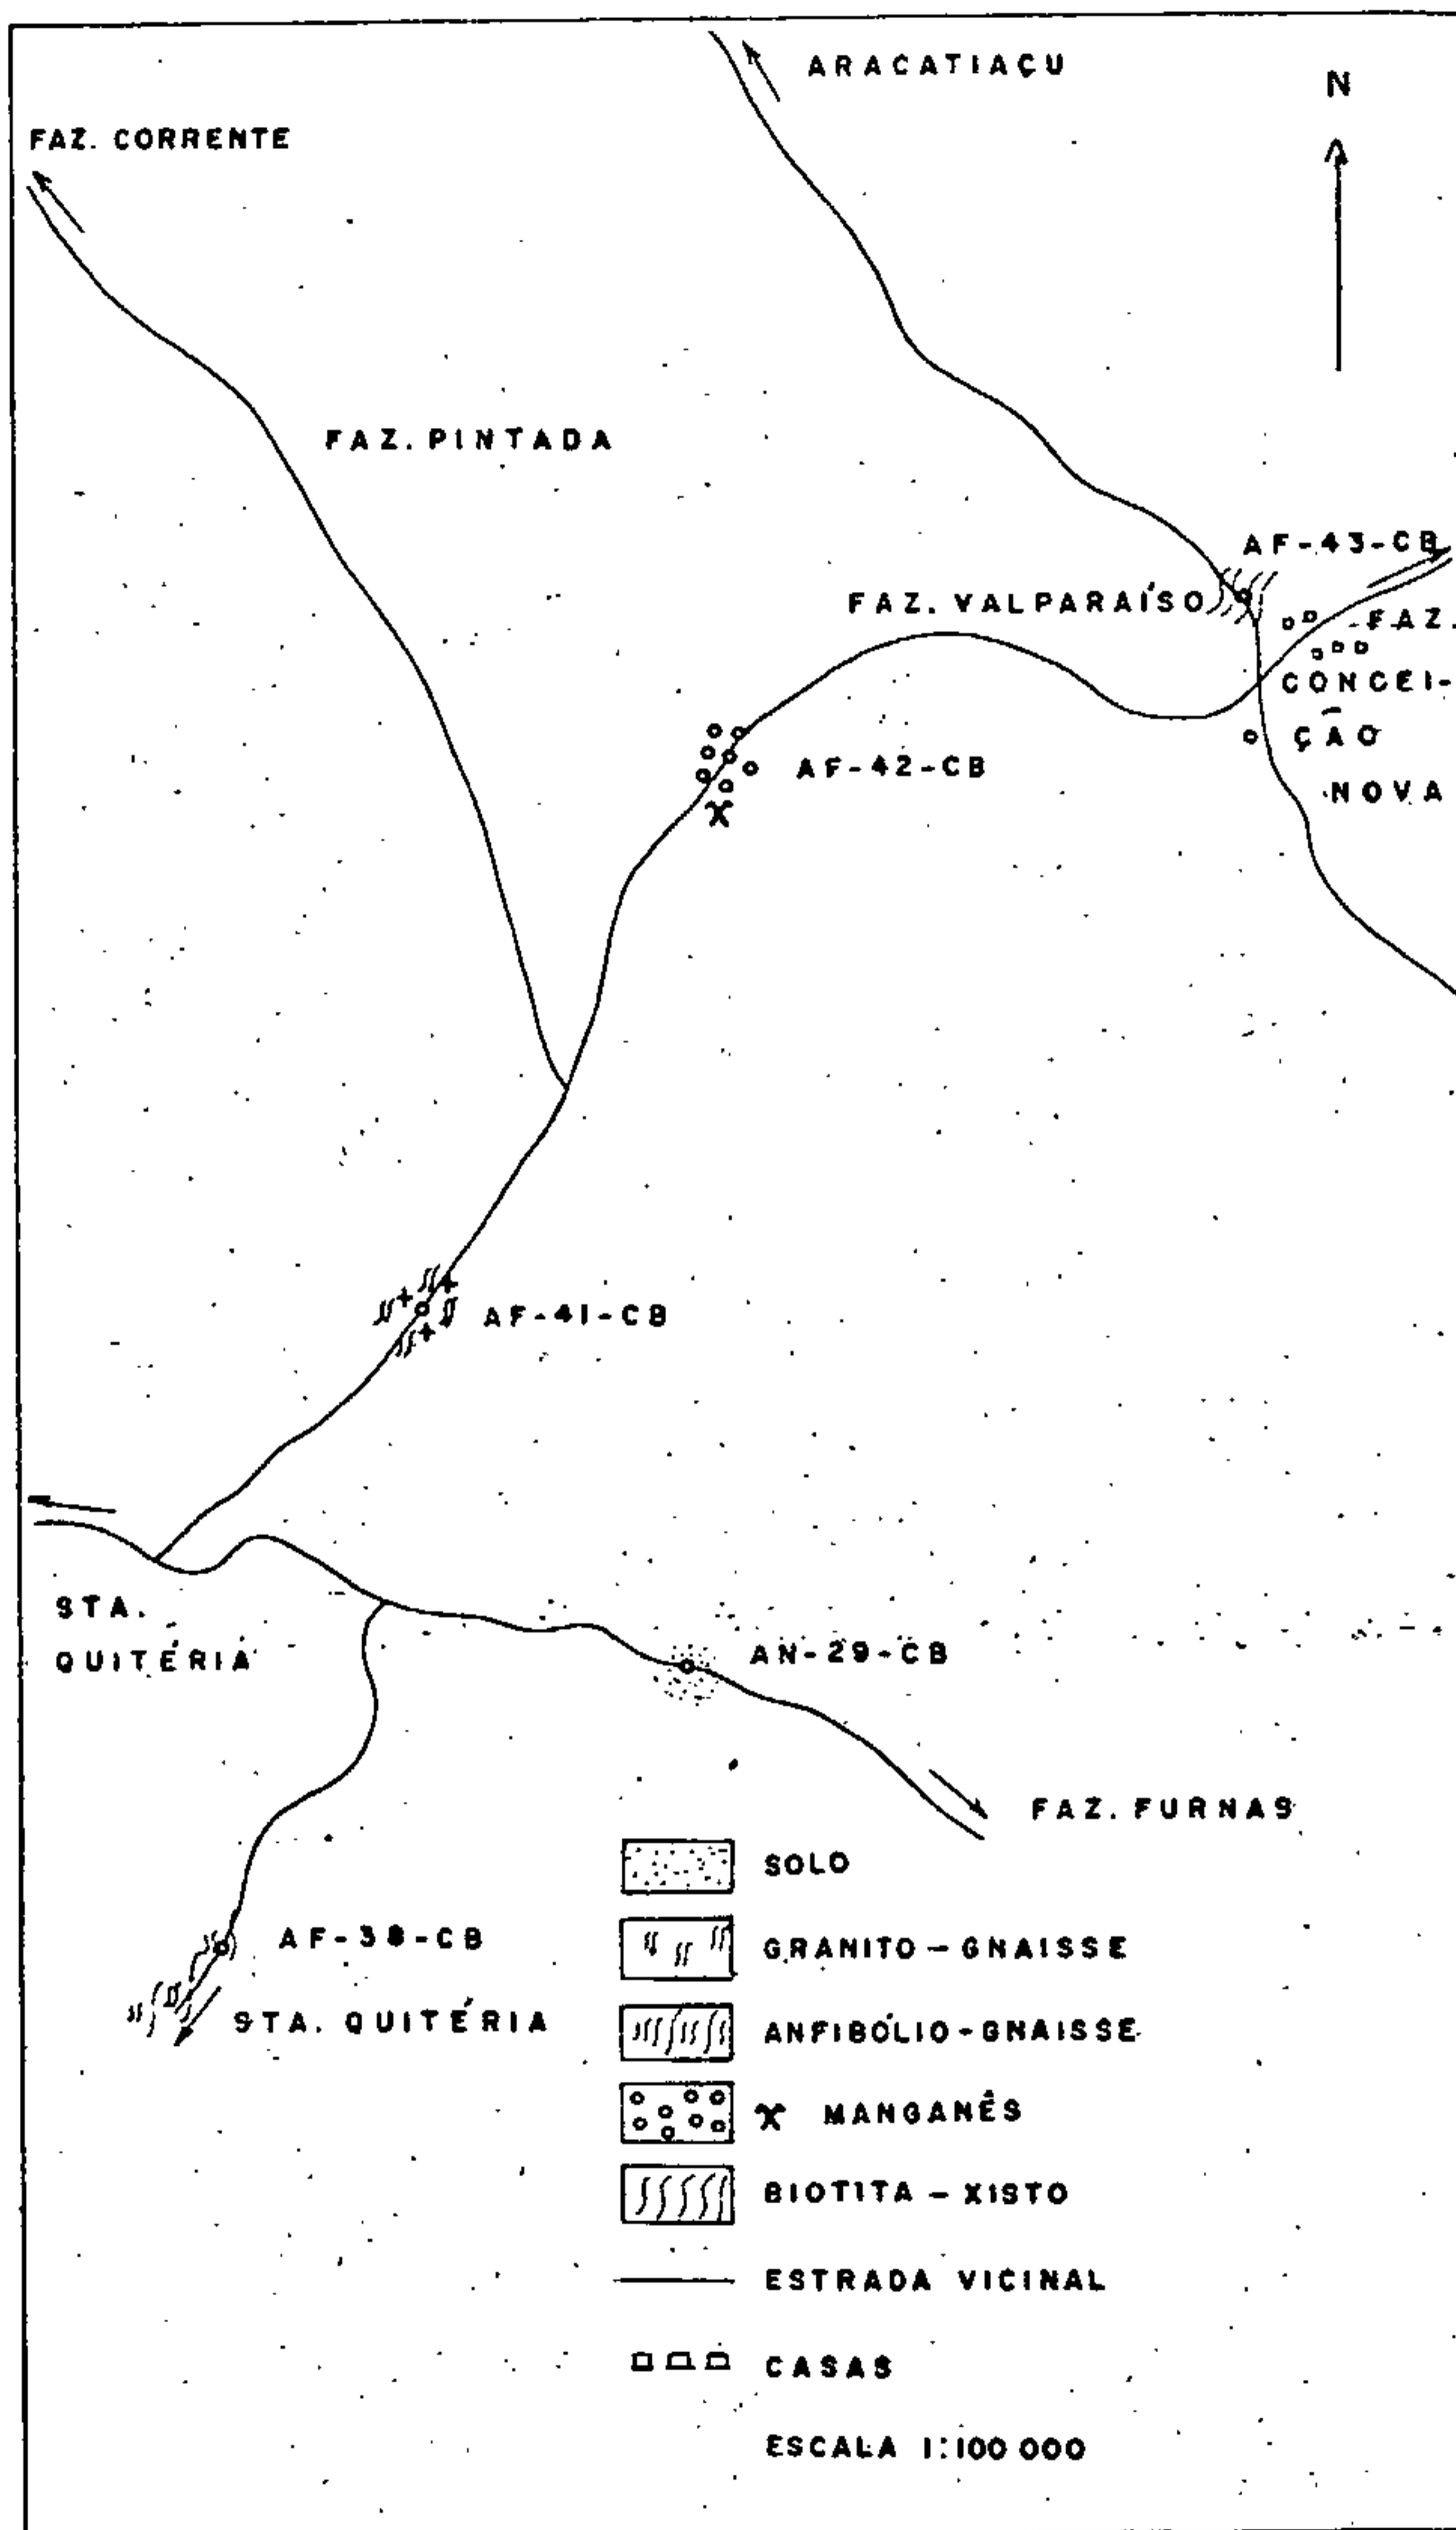 ARACATIAÇU
N
FAZ. CORRENTE
FAZ. PINTADA
AF-43-CB
FAZ. VALPARAÍSO
FAZ.
CONCEI-
ÇÃO
NOVA
AF-42-CB
AF-41-CB
STA.
QUITÉRIA
AN-29-CB
FAZ. FURNAS
SOLO
AF-38-CB
GRANITO - GNAISSE
STA. QUITÉRIA
ANFIBÓLIO-GNAISSE
MANGANÊS
BIOTITA - XISTO
ESTRADA VICINAL
CASAS
ESCALA 1:100 000